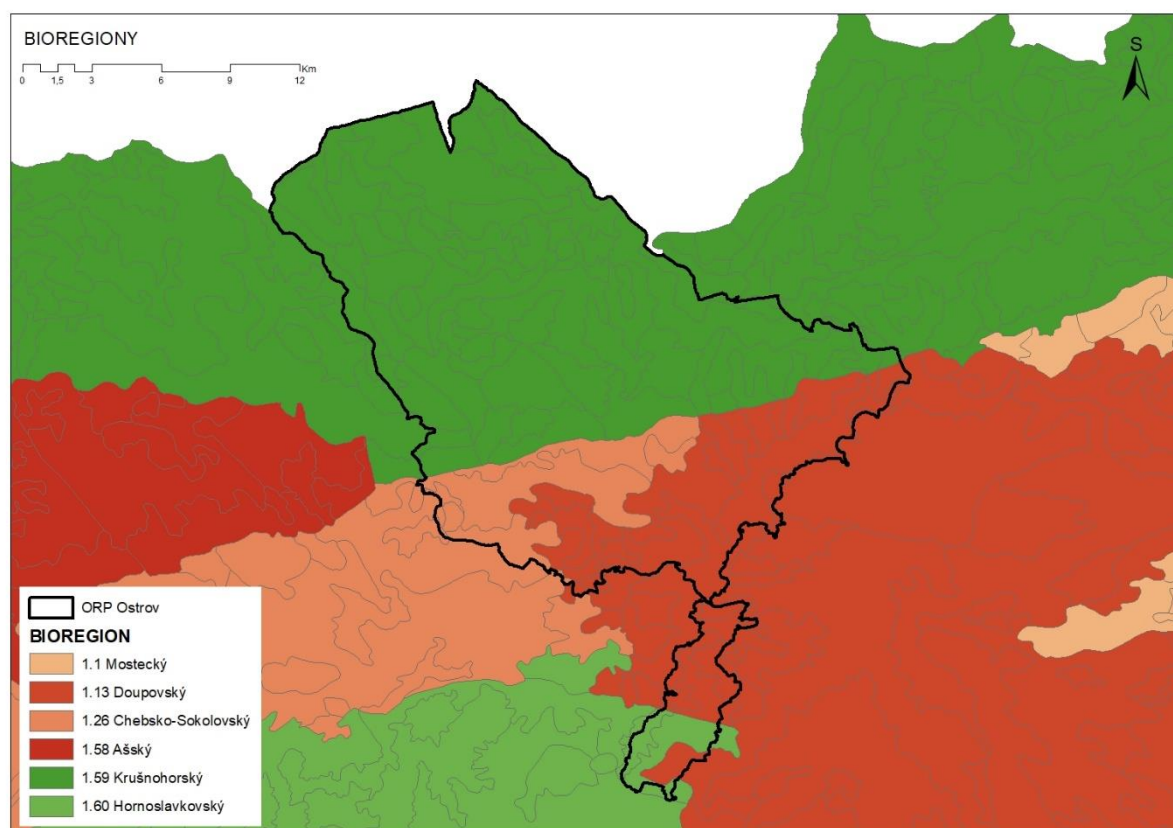 BIOREGIONY
Km
0 1,5 3 6 9 12
S
ORP Ostrov
BIOREGION
1.1 Mostecký
1.13 Doupovský
1.26 Chebsko-Sokolovský
1.58 Ašský
1.59 Krušnohorský
1.60 Hornoslavkovský